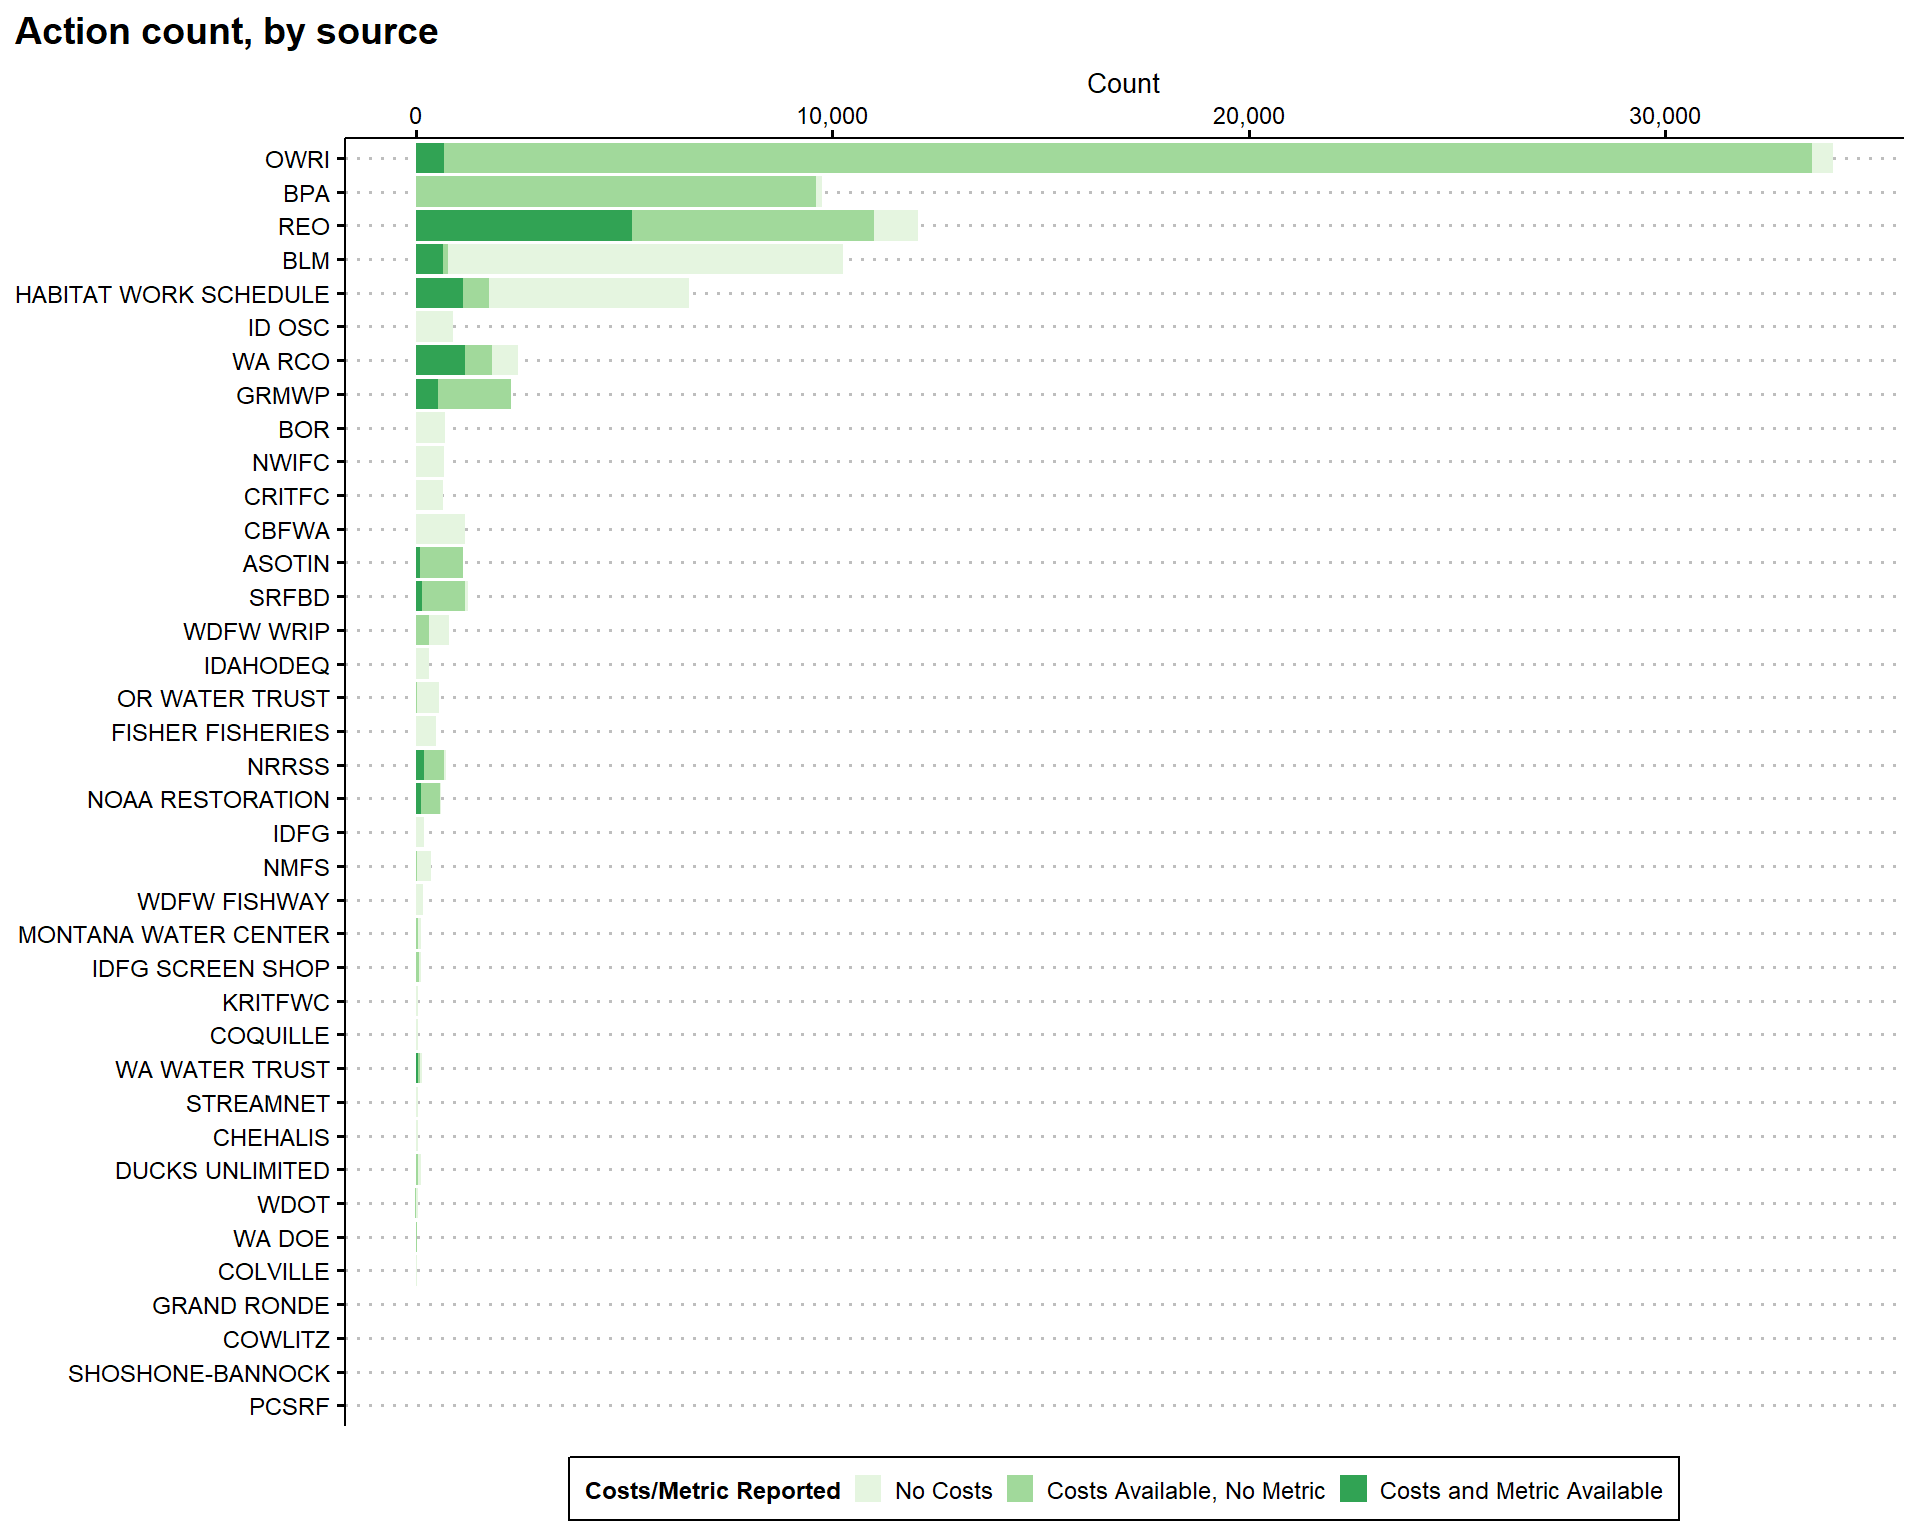 Action count, by source
Count
0 10,000 20,000 30,000
OWRI
BPA
REO
BLM
HABITAT WORK SCHEDULE
ID OSC
WA RCO
GRMWP
BOR
NWIFC
CRITFC
CBFWA
ASOTIN
SRFBD
WDFW WRIP
IDAHODEQ
OR WATER TRUST
FISHER FISHERIES
NRRSS
NOAA RESTORATION
IDFG
NMFS
WDFW FISHWAY
MONTANA WATER CENTER
IDFG SCREEN SHOP
KRITFWC
COQUILLE
WA WATER TRUST
STREAMNET
CHEHALIS
DUCKS UNLIMITED
WDOT
WA DOE
COLVILLE
GRAND RONDE
COWLITZ
SHOSHONE-BANNOCK
PCSRF
Costs/Metric Reported No Costs Costs Available, No Metric Costs and Metric Available